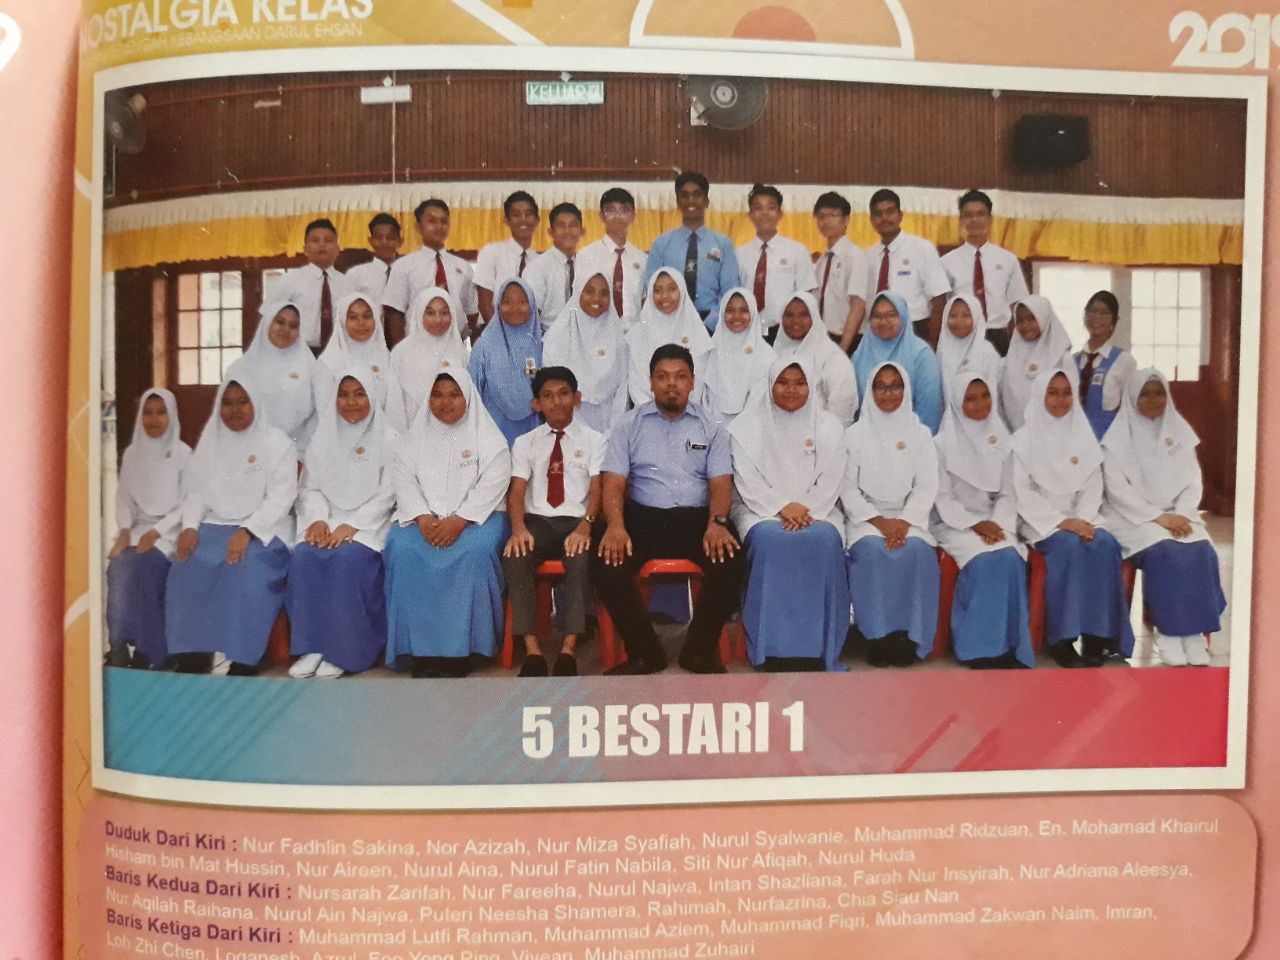 NOSTALGIA KELAS
KEBANGSAAN DARUL EHSAN
KELUAR
5 BESTARI 1
Duduk Dari Kiri : Nur Fadhlin Sakina, Nor Azizah, Nur Miza Syafiah, Nurul Syalwanie, Muhammad Ridzuan, En. Mohamad Khairul
Hisham bin Mat Hussin, Nur Aireen, Nurul Aina, Nurul Fatin Nabila, Siti Nur Afiqah, Nurul Huda
Baris Kedua Dari Kiri : Nursarah Zarifah, Nur Fareeha, Nurul Najwa, Intan Shazliana, Farah Nur Insyirah, Nur Adriana Aleesya,
Nur Aqilah Raihana, Nurul Ain Najwa, Puteri Neesha Shamera, Rahimah, Nurfazrina, Chia Siau Nan
Baris Ketiga Dari Kiri : Muhammad Lutfi Rahman, Muhammad Aziem, Muhammad Fiqri, Muhammad Zakwan Naim, Imran,
Loh Zhi Chen, Loganesh, Azrul, Foo Yong Ping, Vivean, Muhammad Zuhairi